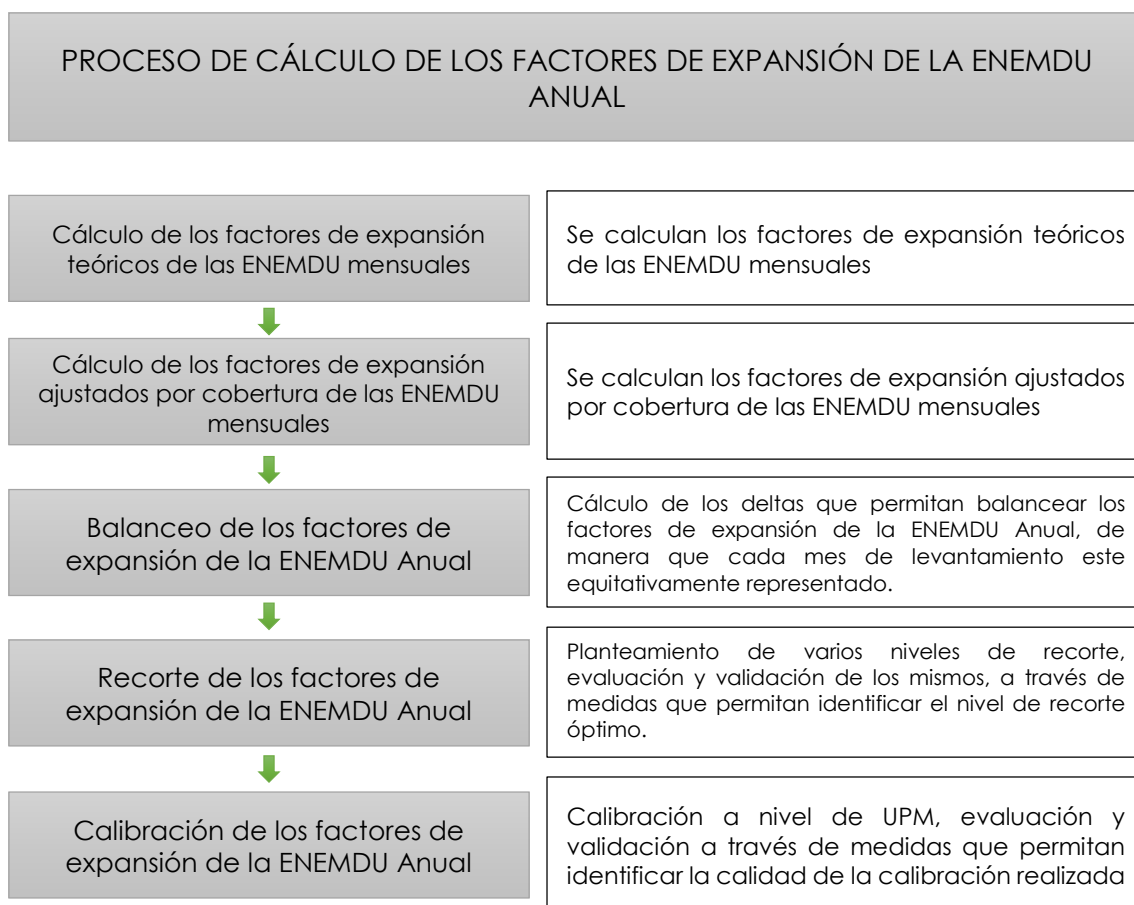 PROCESO DE CÁLCULO DE LOS FACTORES DE EXPANSIÓN DE LA ENEMDU
ANUAL
Cálculo de los factores de expansión
teóricos de las ENEMDU mensuales
Se calculan los factores de expansión teóricos
de las ENEMDU mensuales
Cálculo de los factores de expansión
ajustados por cobertura de las ENEMDU
mensuales
Se calculan los factores de expansión ajustados
por cobertura de las ENEMDU mensuales
Balanceo de los factores de
expansión de la ENEMDU Anual
Cálculo de los deltas que permitan balancear los
factores de expansión de la ENEMDU Anual, de
manera que cada mes de levantamiento este
equitativamente representado.
Recorte de los factores de
expansión de la ENEMDU Anual
Planteamiento de varios niveles de recorte,
evaluación y validación de los mismos, a través de
medidas que permitan identificar el nivel de recorte
óptimo.
Calibración de los factores de
expansión de la ENEMDU Anual
Calibración a nivel de UPM, evaluación y
validación a través de medidas que permitan
identificar la calidad de la calibración realizada